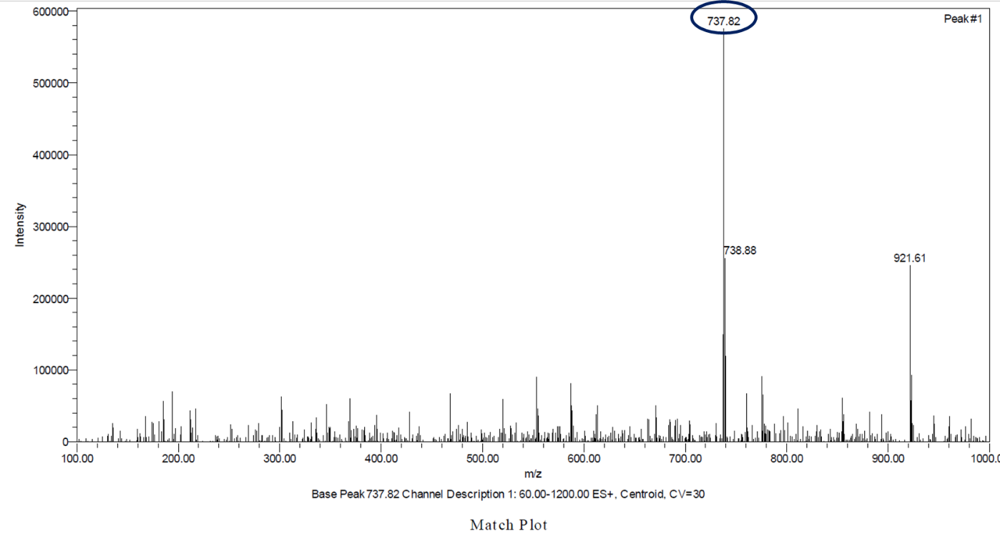 Peak#1
737.82
738.88
921.61
Intensity
600000
500000
400000
300000
200000
100000
0
100.00 200.00 300.00 400.00 500.00 600.00 700.00 800.00 900.00 1000.0
m/z
Base Peak 737.82 Channel Description 1: 60.00-1200.00 ES+, Centroid, CV=30
Match Plot